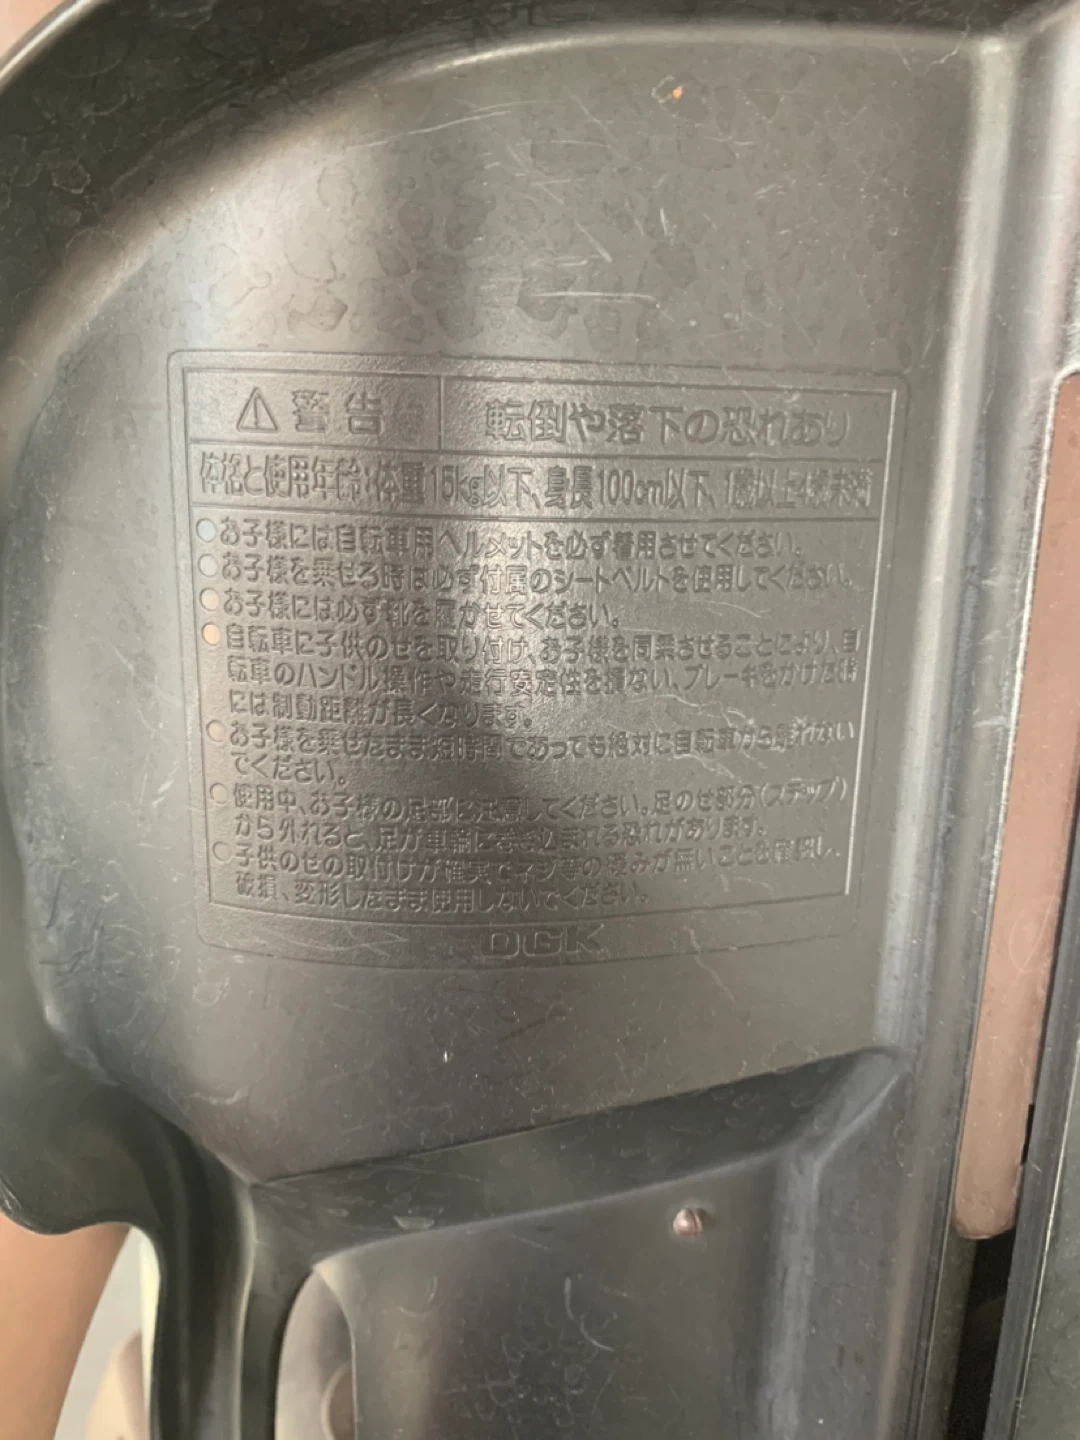 ⚠警告 転倒や落下の恐れあり
体格と使用年齢:体重15kg以下、身長100cm以下、1歳以上4歳未満
お子様には自転車用ヘルメットを必ず着用させてください。
お子様を乗せる時は必ず付属のシートベルトを使用してください。
お子様には必ず靴を履かせてください。
自転車に子供のせを取り付け、お子様を同乗させることにより、自
転車のハンドル操作や走行安定性を損ない、ブレーキをかけた時
には制動距離が長くなります。
お子様を乗せたまま短時間であっても絶対に自転車から離れない
でください。
使用中、お子様の足部に注意してください。足のせ部分(ステップ)
から外れると、足が車輪に巻き込まれる恐れがあります。
子供のせの取付けが確実でネジ等の緩みが無いことを確認し、
破損、変形したまま使用しないでください。
OGK